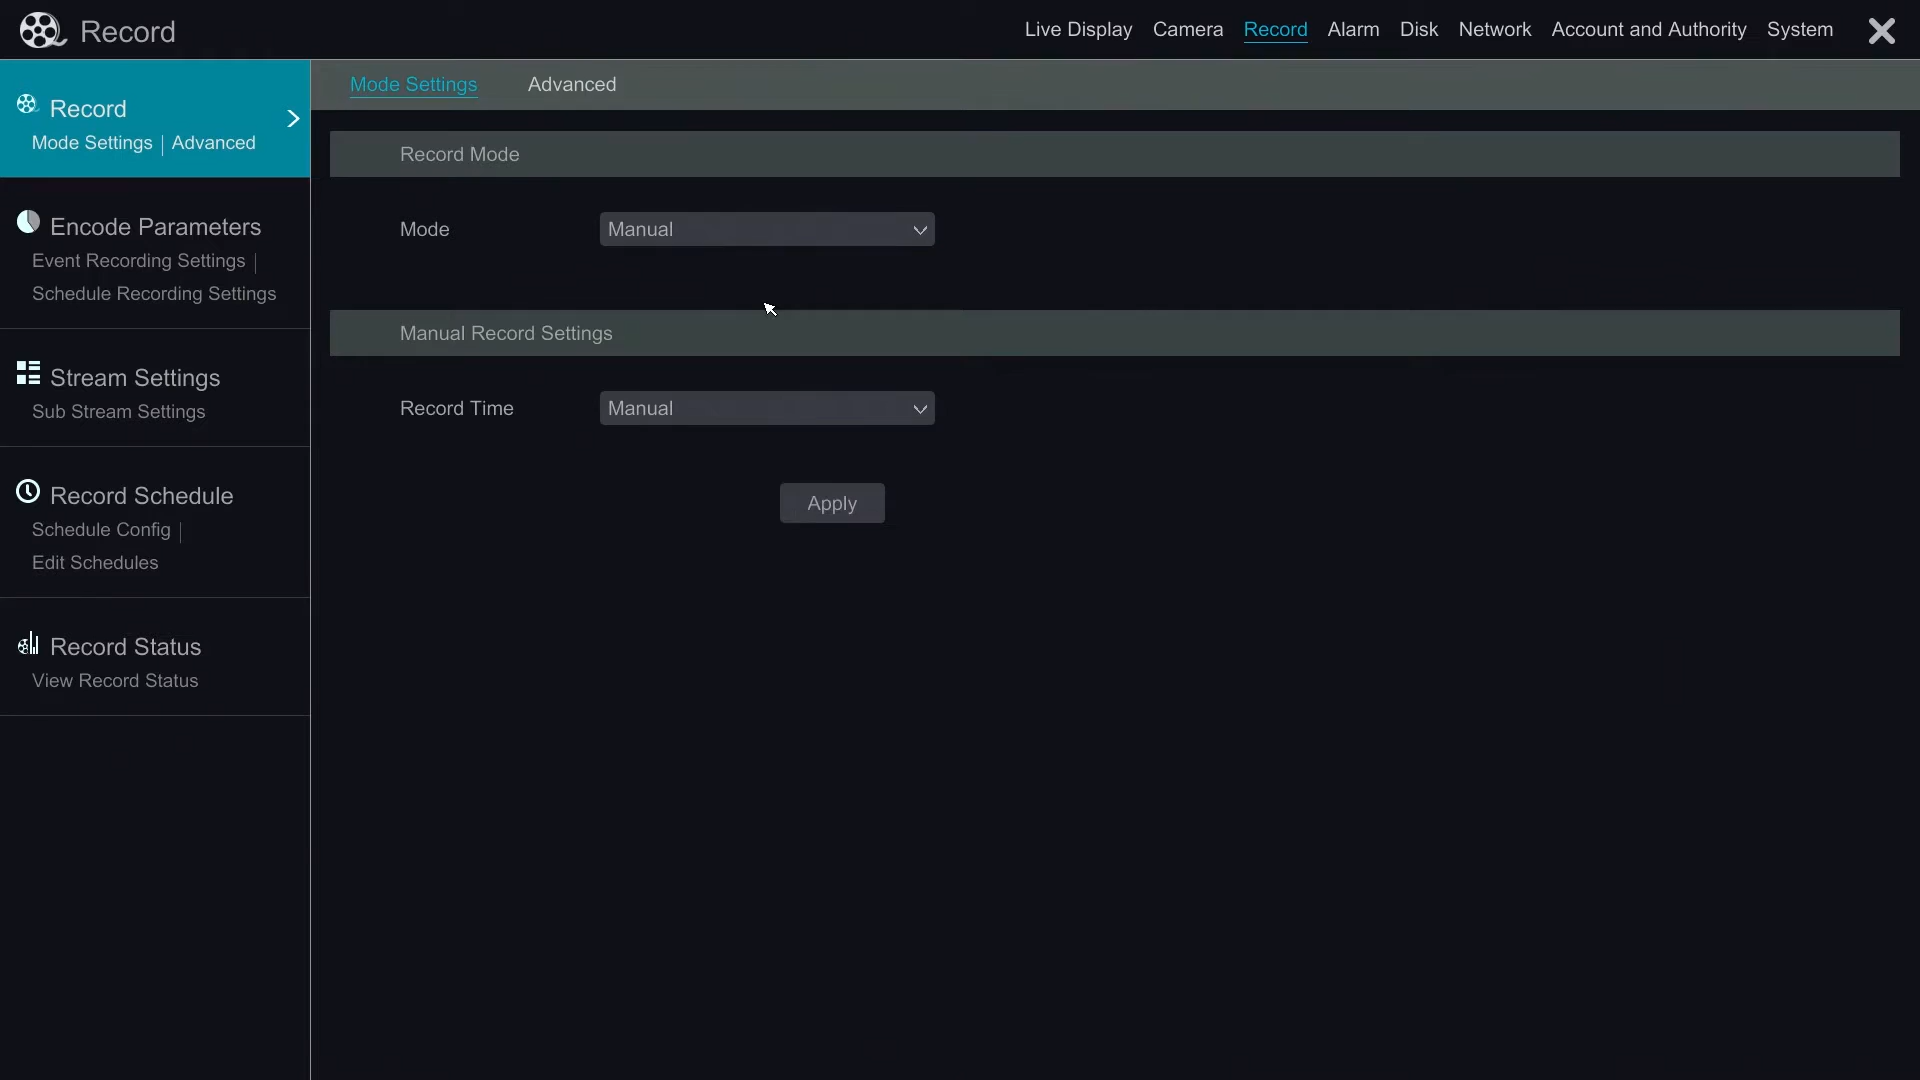 Record
Live Display Camera Record Alarm Disk Network Account and Authority System
Record
Mode Settings | Advanced
Encode Parameters
Event Recording Settings |
Schedule Recording Settings
Stream Settings
Sub Stream Settings
Record Schedule
Schedule Config |
Edit Schedules
Record Status
View Record Status
Mode Settings Advanced
Record Mode
Mode Manual
Manual Record Settings
Record Time Manual
Apply